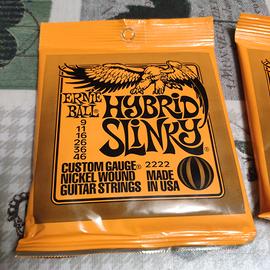 ERNIE
BALL®
HYBRID
SLINKY®
9
11
16
26
36
46
CUSTOM GAUGE® 2222
NICKEL WOUND MADE
GUITAR STRINGS IN USA